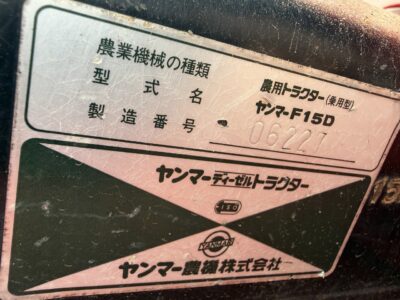 農業機械の種類 農用トラクター(乗用型)
型式名 ヤンマーF15D
製造番号 06227
ヤンマーディーゼルトラクター
ISO
YANMAR
ヤンマー農機株式会社
15